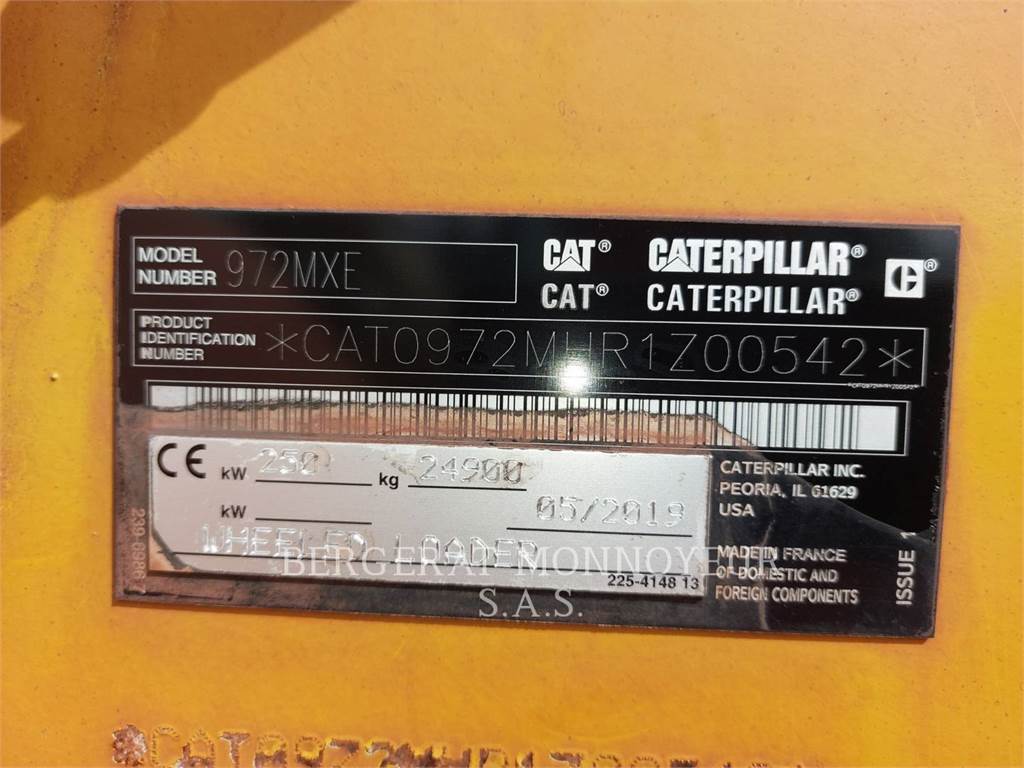 MODEL NUMBER 972MXE
CAT® CATERPILLAR®
CAT® CATERPILLAR®
C®
PRODUCT IDENTIFICATION NUMBER *CAT0972MHR1Z00542*
*CAT0972MHR1Z00542*
CE kW 250 kg 24900
kW 05/2019
WHEELED LOADER
225-4148 13
CATERPILLAR INC.
PEORIA, IL 61629
USA
MADE IN FRANCE
OF DOMESTIC AND
FOREIGN COMPONENTS
ISSUE 1
BERGERAT MONNOYEUR
S.A.S.